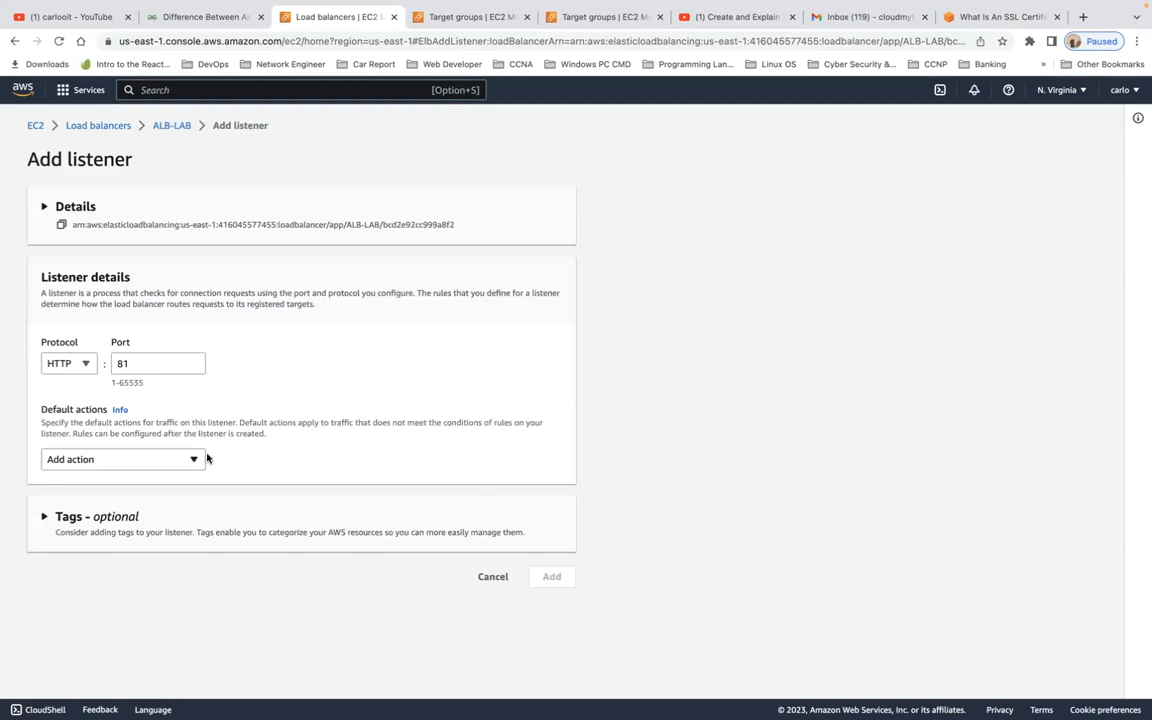 (1) carlooit - YouTube
Difference Between An
Load balancers | EC2 M
Target groups | EC2 M
Target groups | EC2 M
(1) Create and Explain
Inbox (119) - cloudmyt
What Is An SSL Certific
us-east-1.console.aws.amazon.com/ec2/home?region=us-east-1#ElbAddListener:loadBalancerArn=arn:aws:elasticloadbalancing:us-east-1:416045577455:loadbalancer/app/ALB-LAB/bc...
Paused
Downloads
Intro to the React...
DevOps
Network Engineer
Car Report
Web Developer
CCNA
Windows PC CMD
Programming Lan...
Linux OS
Cyber Security &...
CCNP
Banking
»
Other Bookmarks
aws
Services
Search
[Option+S]
N. Virginia
carlo
EC2 > Load balancers > ALB-LAB > Add listener
Add listener
Details
arn:aws:elasticloadbalancing:us-east-1:416045577455:loadbalancer/app/ALB-LAB/bcd2e92cc999a8f2
Listener details
A listener is a process that checks for connection requests using the port and protocol you configure. The rules that you define for a listener
determine how the load balancer routes requests to its registered targets.
Protocol Port
HTTP : 81
1-65535
Default actions Info
Specify the default actions for traffic on this listener. Default actions apply to traffic that does not meet the conditions of rules on your
listener. Rules can be configured after the listener is created.
Add action
Tags - optional
Consider adding tags to your listener. Tags enable you to categorize your AWS resources so you can more easily manage them.
Cancel Add
CloudShell Feedback Language
© 2023, Amazon Web Services, Inc. or its affiliates. Privacy Terms Cookie preferences